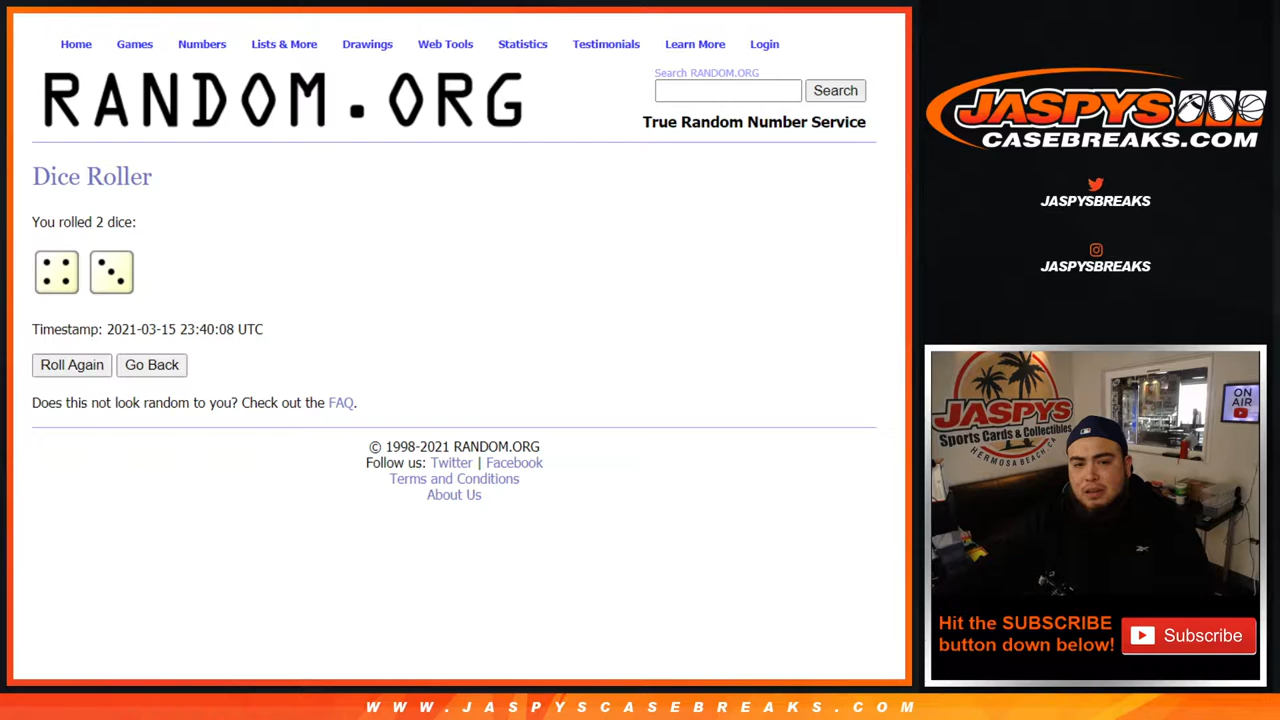 Home Games Numbers Lists & More Drawings Web Tools Statistics Testimonials Learn More Login
RANDOM.ORG
Search RANDOM.ORG
Search
True Random Number Service
Dice Roller
You rolled 2 dice:
Timestamp: 2021-03-15 23:40:08 UTC
Roll Again Go Back
Does this not look random to you? Check out the FAQ.
© 1998-2021 RANDOM.ORG
Follow us: Twitter | Facebook
Terms and Conditions
About Us
JASPYS
CASEBREAKS.COM
JASPYSBREAKS
JASPYSBREAKS
JASPYS
Sports Cards & Collectibles
HERMOSA BEACH, CA
ON
AIR
Hit the SUBSCRIBE
button down below!
Subscribe
WWW.JASPYSCASEBREAKS.COM